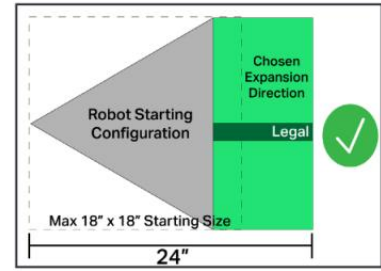 Chosen
Expansion
Direction
Robot Starting
Configuration
Legal
Max 18" x 18" Starting Size
24"